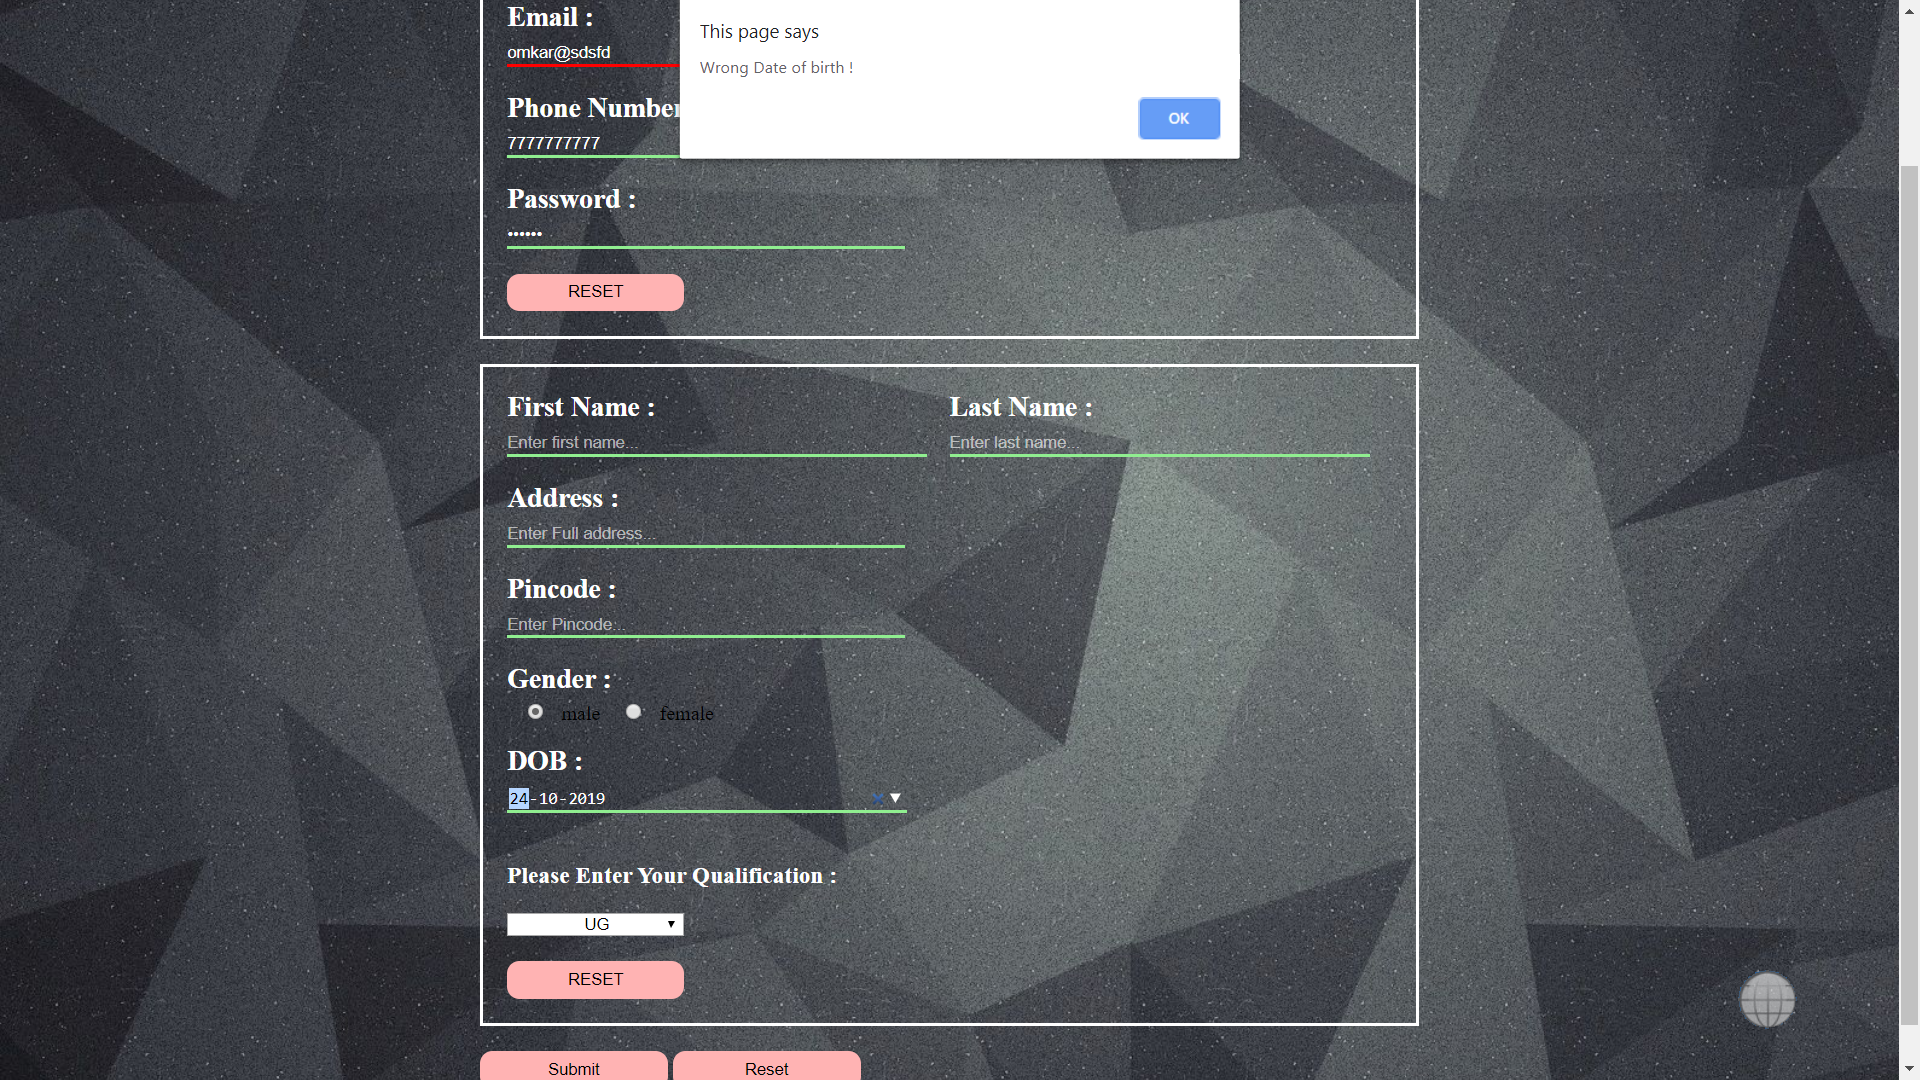 Email :
omkar@sdsfd
This page says
Wrong Date of birth !
OK
Phone Number
7777777777
Password :
••••••
RESET
First Name :
Last Name :
Enter first name...
Enter last name...
Address :
Enter Full address...
Pincode :
Enter Pincode...
Gender :
male female
DOB :
24-10-2019
Please Enter Your Qualification :
UG
RESET
Submit
Reset